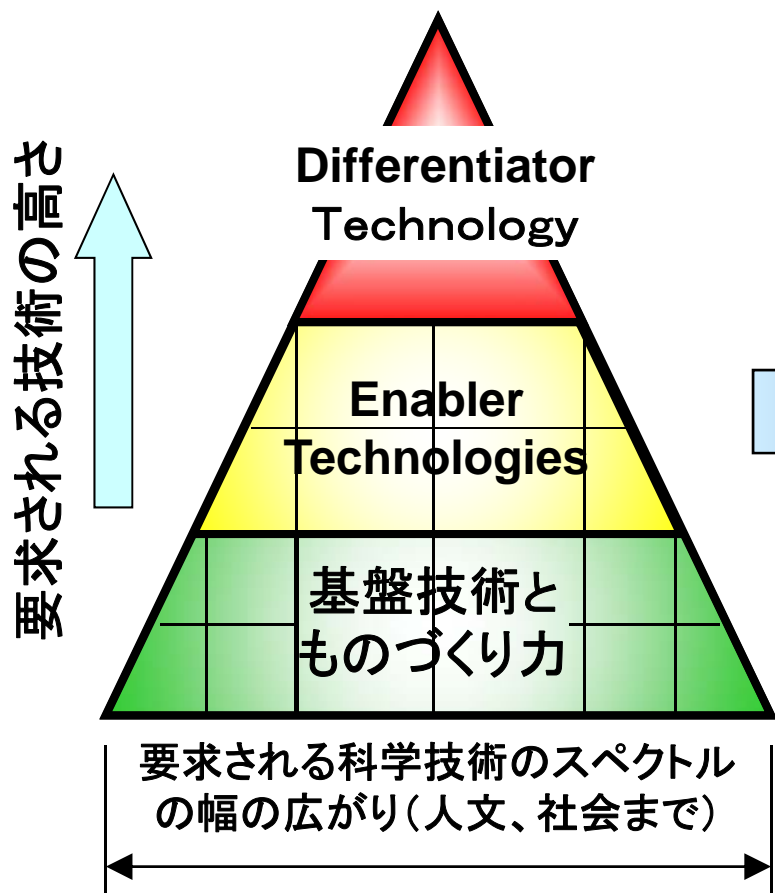 要求される技術の高さ
Differentiator
Technology
Enabler
Technologies
基盤技術と
ものづくり力
要求される科学技術のスペクトル
の幅の広がり(人文、社会まで)